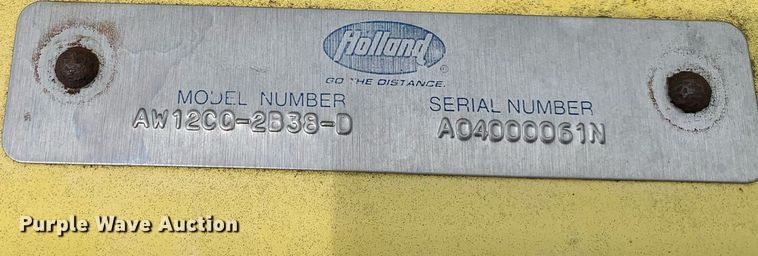 Holland
GO THE DISTANCE.
MODEL NUMBER
AW12C0-2B38-D
SERIAL NUMBER
A04000061N
Purple Wave Auction